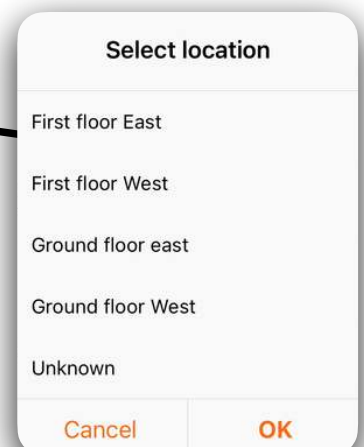 Select location
First floor East
First floor West
Ground floor east
Ground floor West
Unknown
Cancel OK